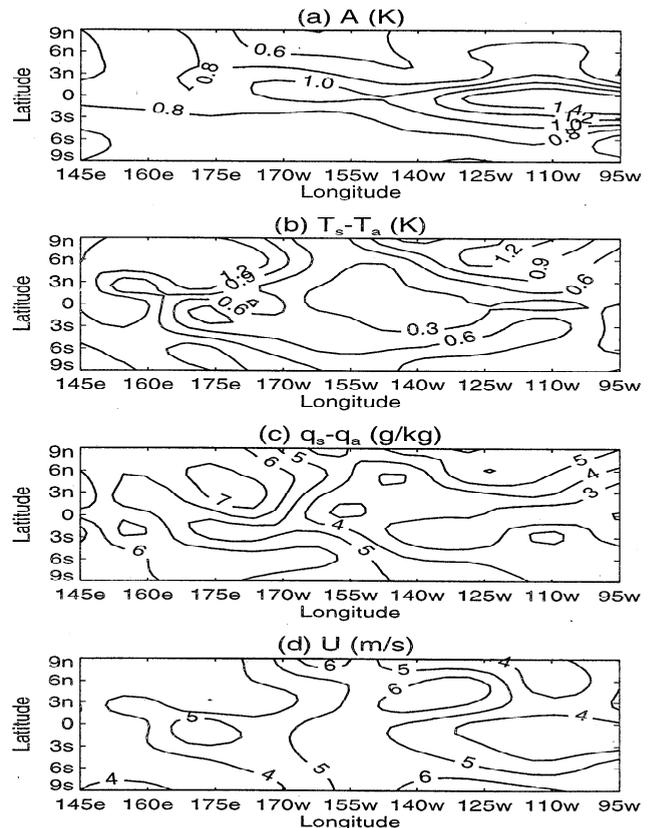 (a) A (K)
9n
6n
3n
0
3s
6s
9s
Latitude
0.6
0.8
1.0
0.8
1.4
1.2
1.0
0.8
145e 160e 175e 170w 155w 140w 125w 110w 95w
Longitude
(b) Ts-Ta (K)
9n
6n
3n
0
3s
6s
9s
Latitude
1.2
0.9
0.6
1.2
0.9
0.6
0.3
0.6
145e 160e 175e 170w 155w 140w 125w 110w 95w
Longitude
(c) qs-qa (g/kg)
9n
6n
3n
0
3s
6s
9s
Latitude
6
5
7
5
4
3
4
5
6
145e 160e 175e 170w 155w 140w 125w 110w 95w
Longitude
(d) U (m/s)
9n
6n
3n
0
3s
6s
9s
Latitude
6
5
4
6
5
4
5
5
4
4
6
145e 160e 175e 170w 155w 140w 125w 110w 95w
Longitude